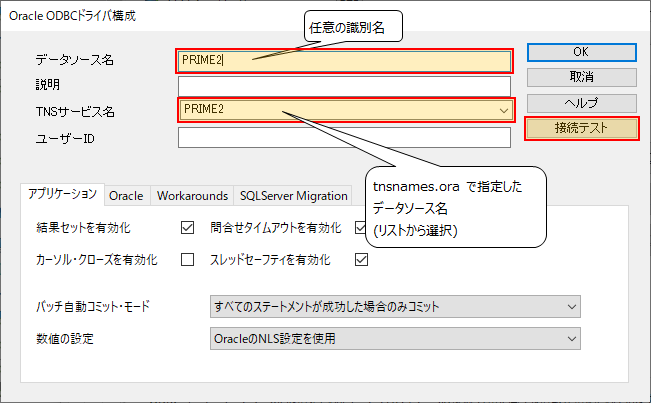 Oracle ODBCドライバ構成
任意の識別名
データソース名
PRIME2
OK
説明
取消
TNSサービス名
PRIME2
ヘルプ
ユーザーID
接続テスト
tnsnames.ora で指定した
データソース名
(リストから選択)
アプリケーション Oracle Workarounds SQLServer Migration
結果セットを有効化 問合せタイムアウトを有効化
カーソル・クローズを有効化 スレッドセーフティを有効化
バッチ自動コミット・モード すべてのステートメントが成功した場合のみコミット
数値の設定 OracleのNLS設定を使用